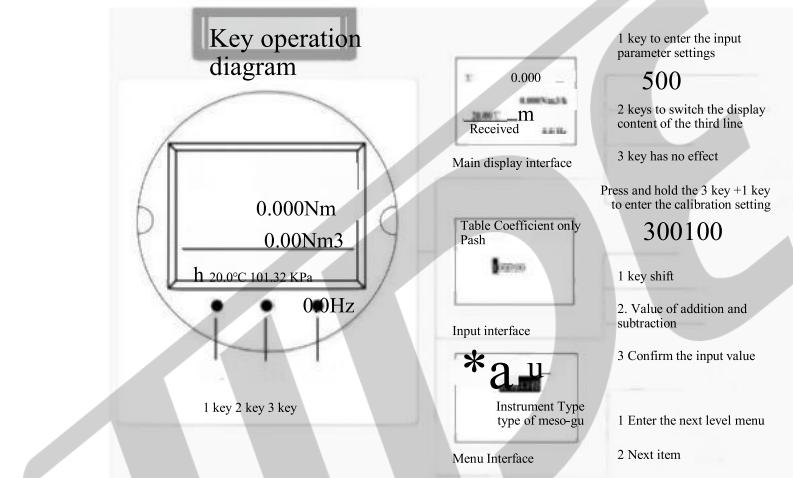 Key operation
diagram
0.000Nm
0.00Nm3
h 20.0°C 101.32 KPa
0.0Hz
1 key 2 key 3 key
0.000
0.000Nm3/h
20.00°C
m
Received
Main display interface
Table Coefficient only
Pash
Input interface
*a u
Instrument Type
type of meso-gu
Menu Interface
1 key to enter the input
parameter settings
500
2 keys to switch the display
content of the third line
3 key has no effect
Press and hold the 3 key +1 key
to enter the calibration setting
300100
1 key shift
2. Value of addition and
subtraction
3 Confirm the input value
1 Enter the next level menu
2 Next item